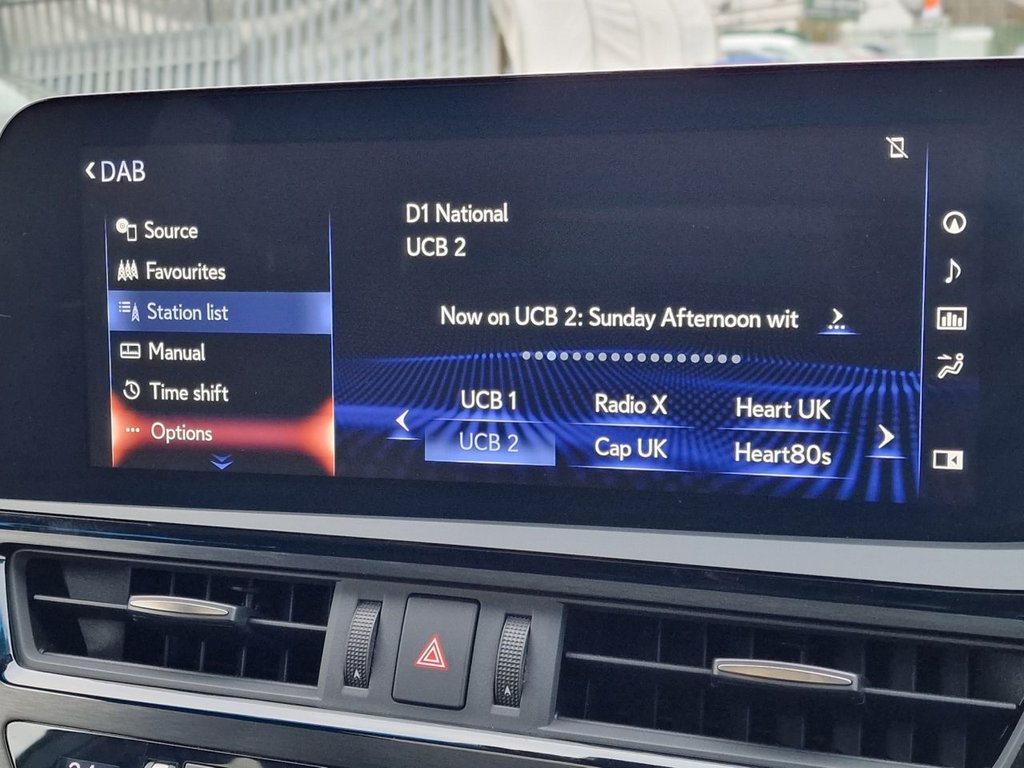 DAB
Source
Favourites
Station list
Manual
Time shift
Options
D1 National
UCB 2
Now on UCB 2: Sunday Afternoon wit
UCB 1 Radio X Heart UK
UCB 2 Cap UK Heart80s